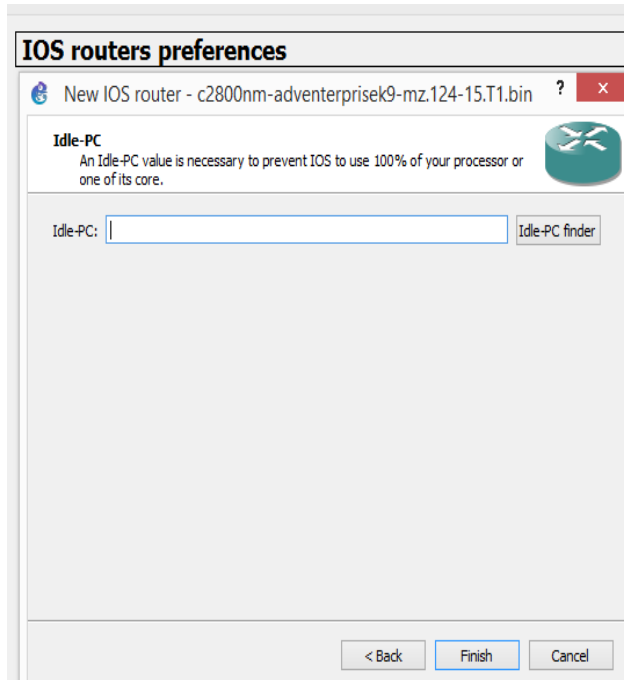 IOS routers preferences
New IOS router - c2800nm-adventerprisek9-mz.124-15.T1.bin ? x
Idle-PC
An Idle-PC value is necessary to prevent IOS to use 100% of your processor or
one of its core.
Idle-PC: Idle-PC finder
< Back Finish Cancel